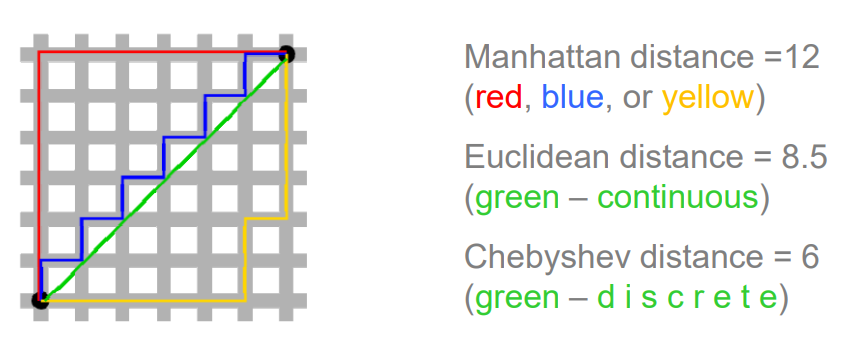 Manhattan distance =12
(red, blue, or yellow)
Euclidean distance = 8.5
(green – continuous)
Chebyshev distance = 6
(green – d i s c r e t e)